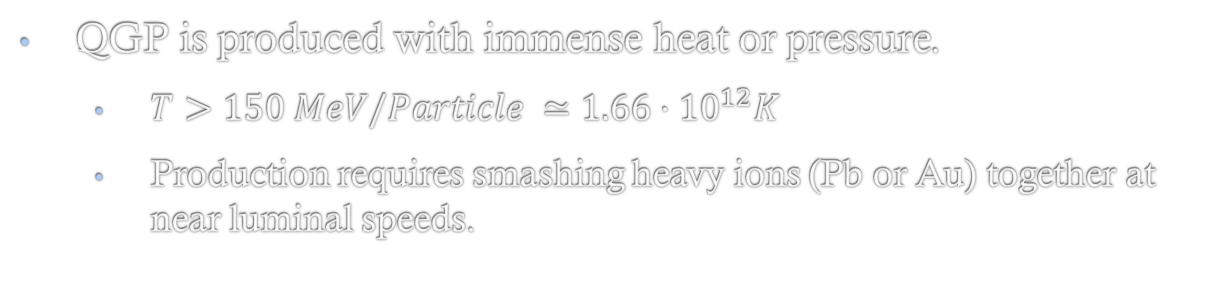 • QGP is produced with immense heat or pressure.
• T > 150 MeV/Particle ≃ 1.66 · 10¹² K
• Production requires smashing heavy ions (Pb or Au) together at
near luminal speeds.